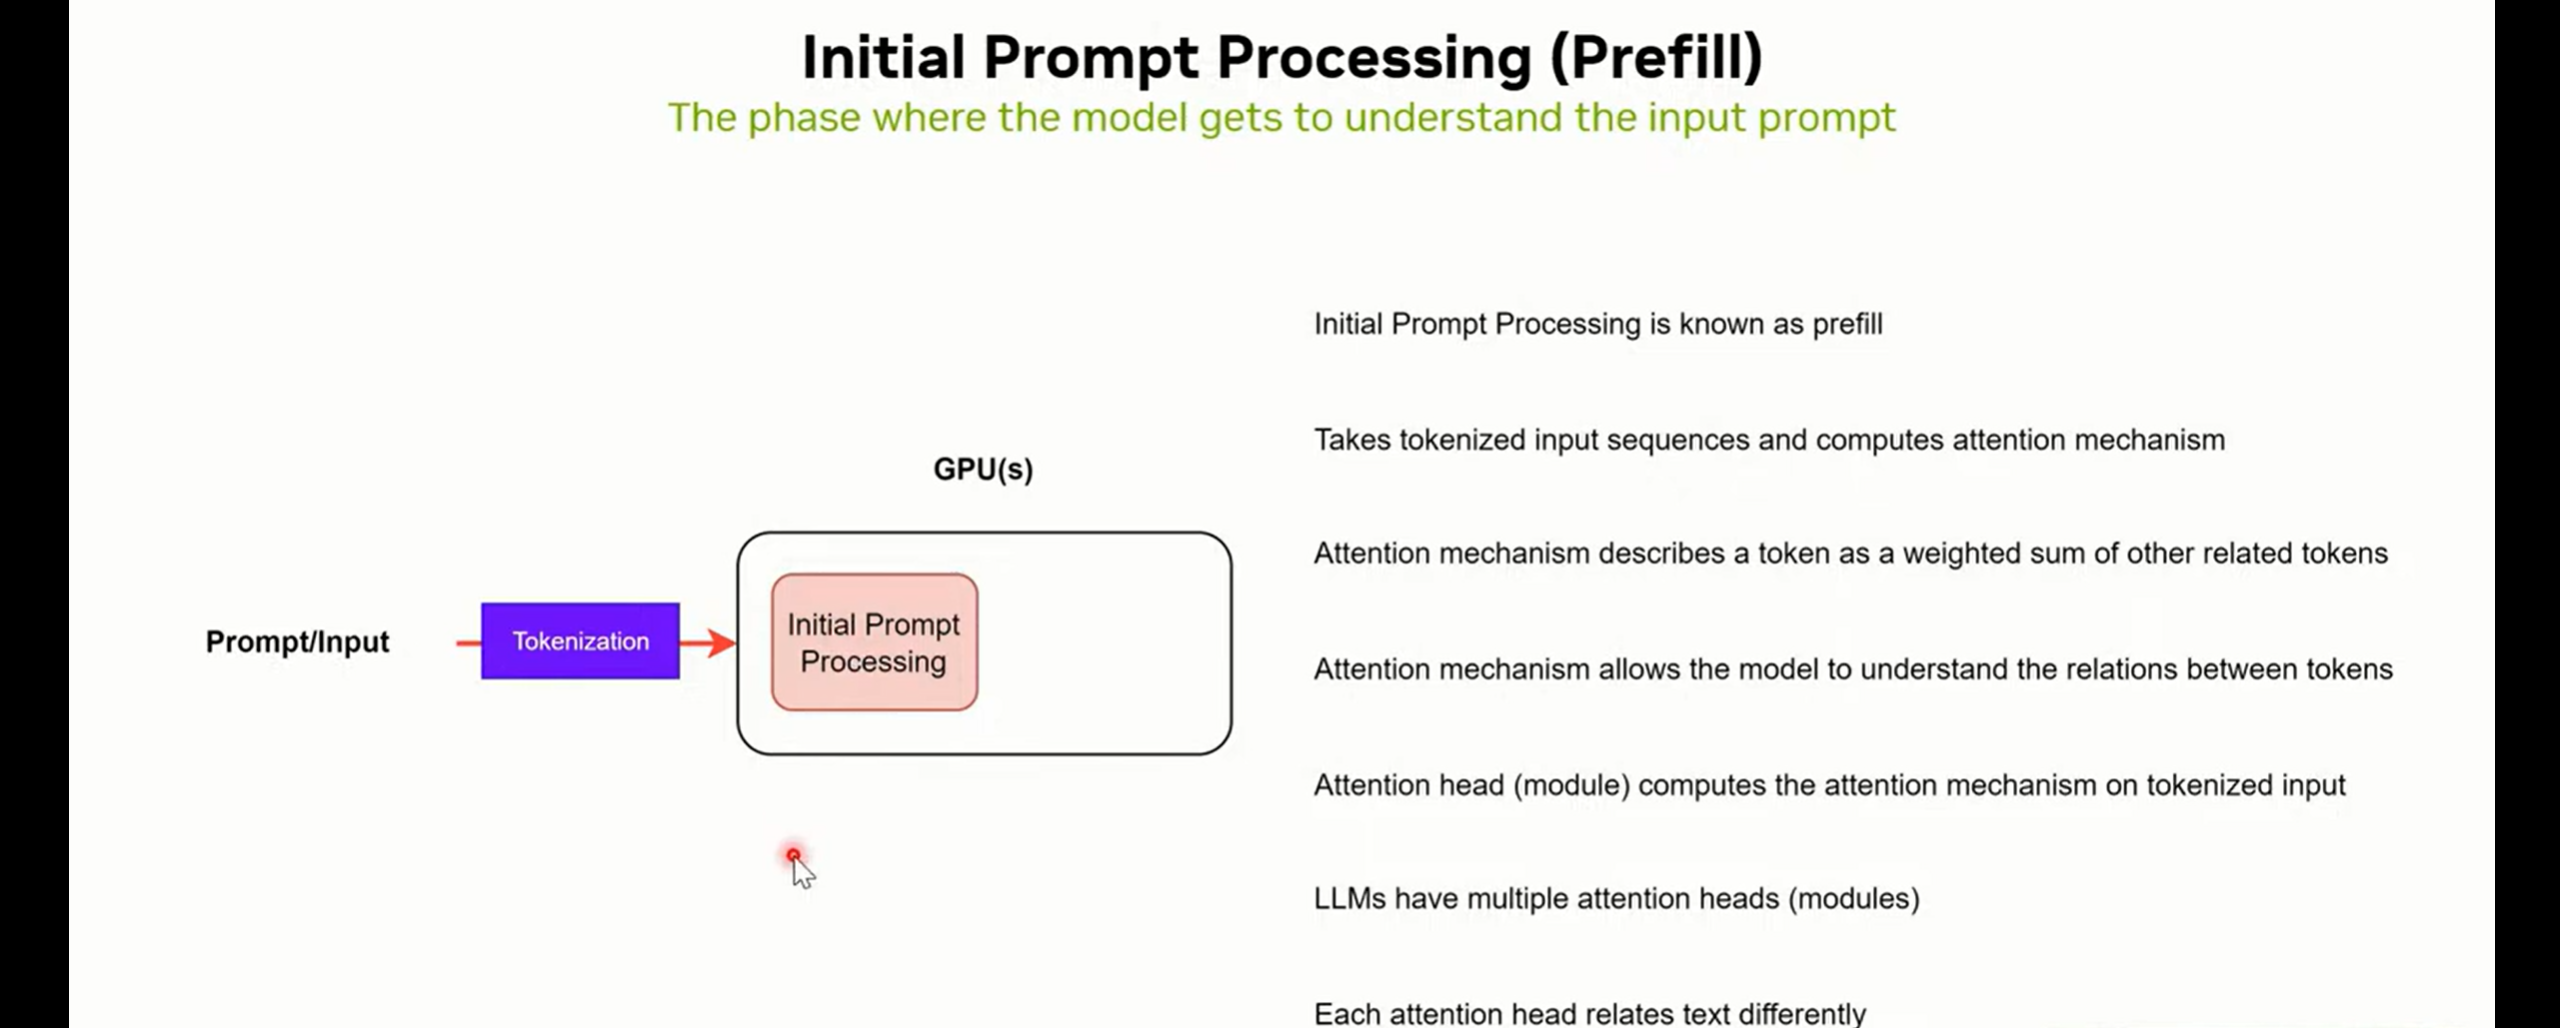 Initial Prompt Processing (Prefill)
The phase where the model gets to understand the input prompt
Initial Prompt Processing is known as prefill
Takes tokenized input sequences and computes attention mechanism
GPU(s)
Attention mechanism describes a token as a weighted sum of other related tokens
Prompt/Input
Tokenization
Initial Prompt
Processing
Attention mechanism allows the model to understand the relations between tokens
Attention head (module) computes the attention mechanism on tokenized input
LLMs have multiple attention heads (modules)
Each attention head relates text differently